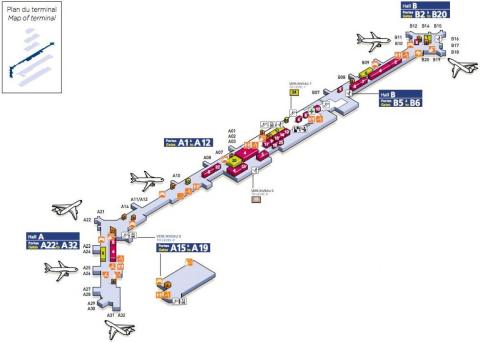 Plan du terminal
Map of terminal
Hall B
Portes
Gates
B2 B20
B12
B14
B15
B11
B10
B16
B17
B18
B19
B20
B09
B08
B07
Hall B
Portes
Gates
B5 B6
Portes
Gates
A1 A12
A01
A02
A03
A07
A08
A10
A11/A12
A14
Hall A
Portes
Gates
A22 A32
A21
A22
A23
A24
A25
A26
A27
A28
A29
A30
A31
A32
Portes
Gates
A15 A19